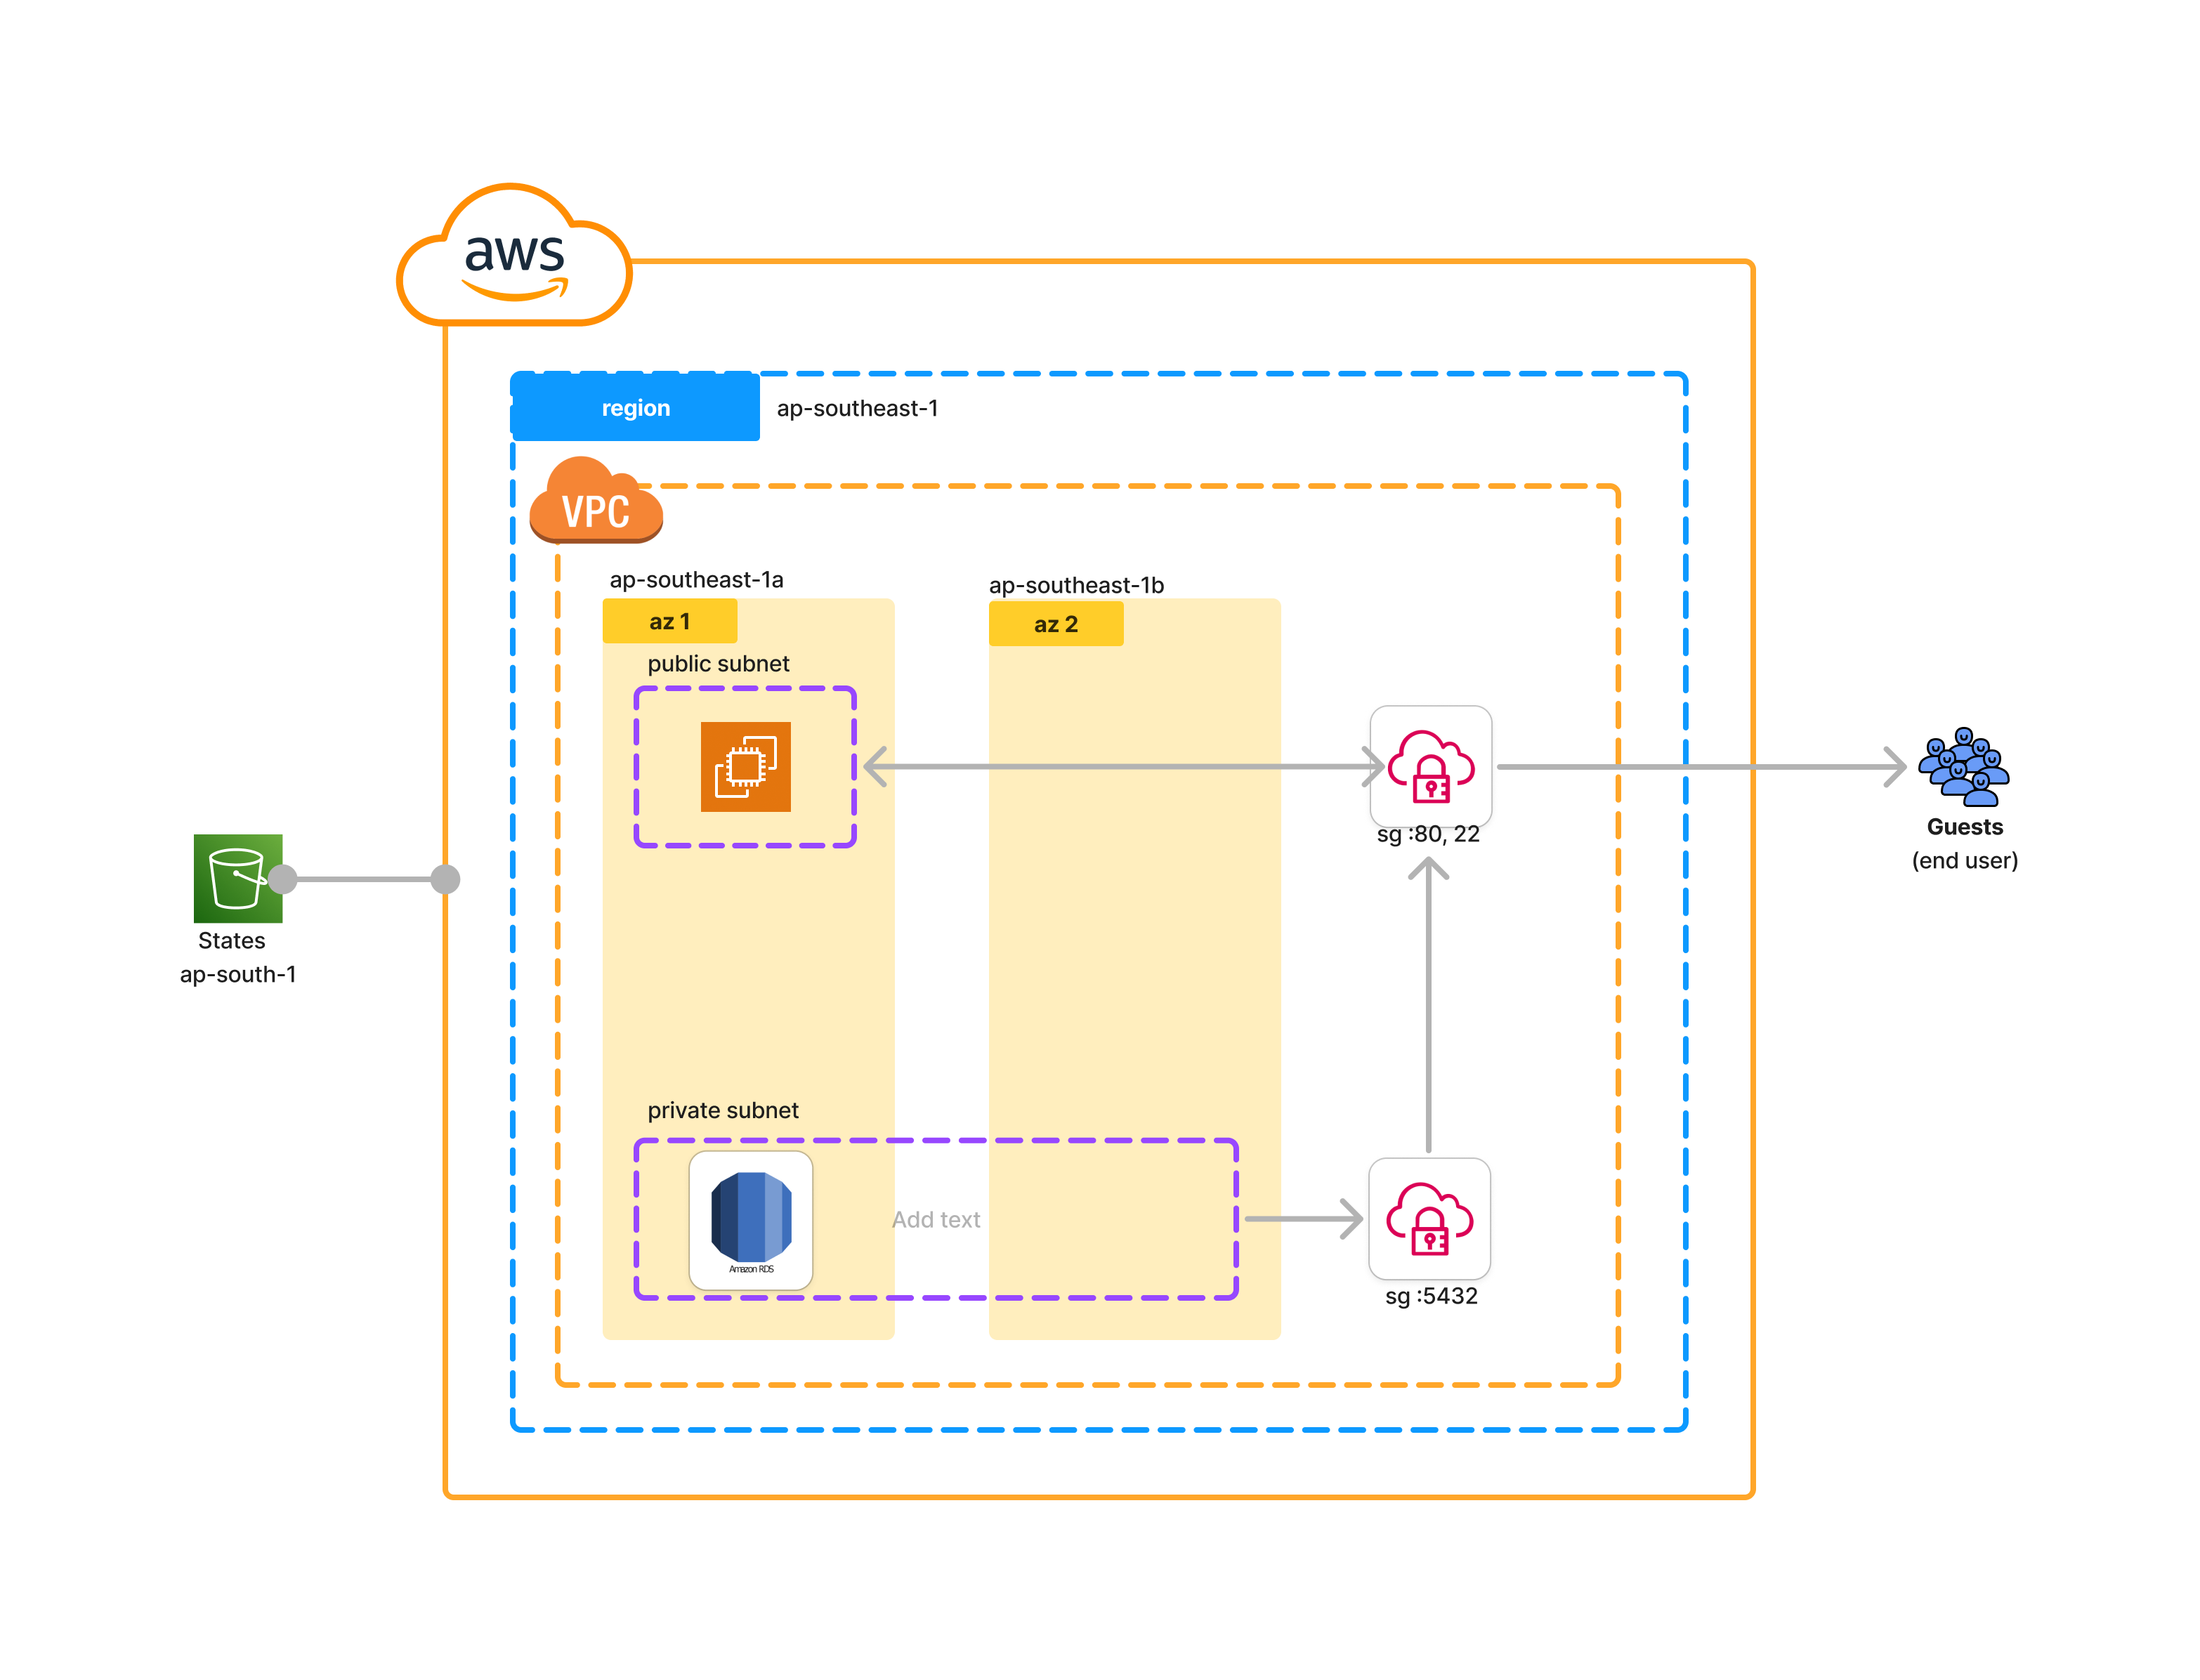 aws
region
ap-southeast-1
VPC
ap-southeast-1a
ap-southeast-1b
az 1
az 2
public subnet
sg :80, 22
Guests
(end user)
States
ap-south-1
private subnet
Add text
Amazon RDS
sg :5432